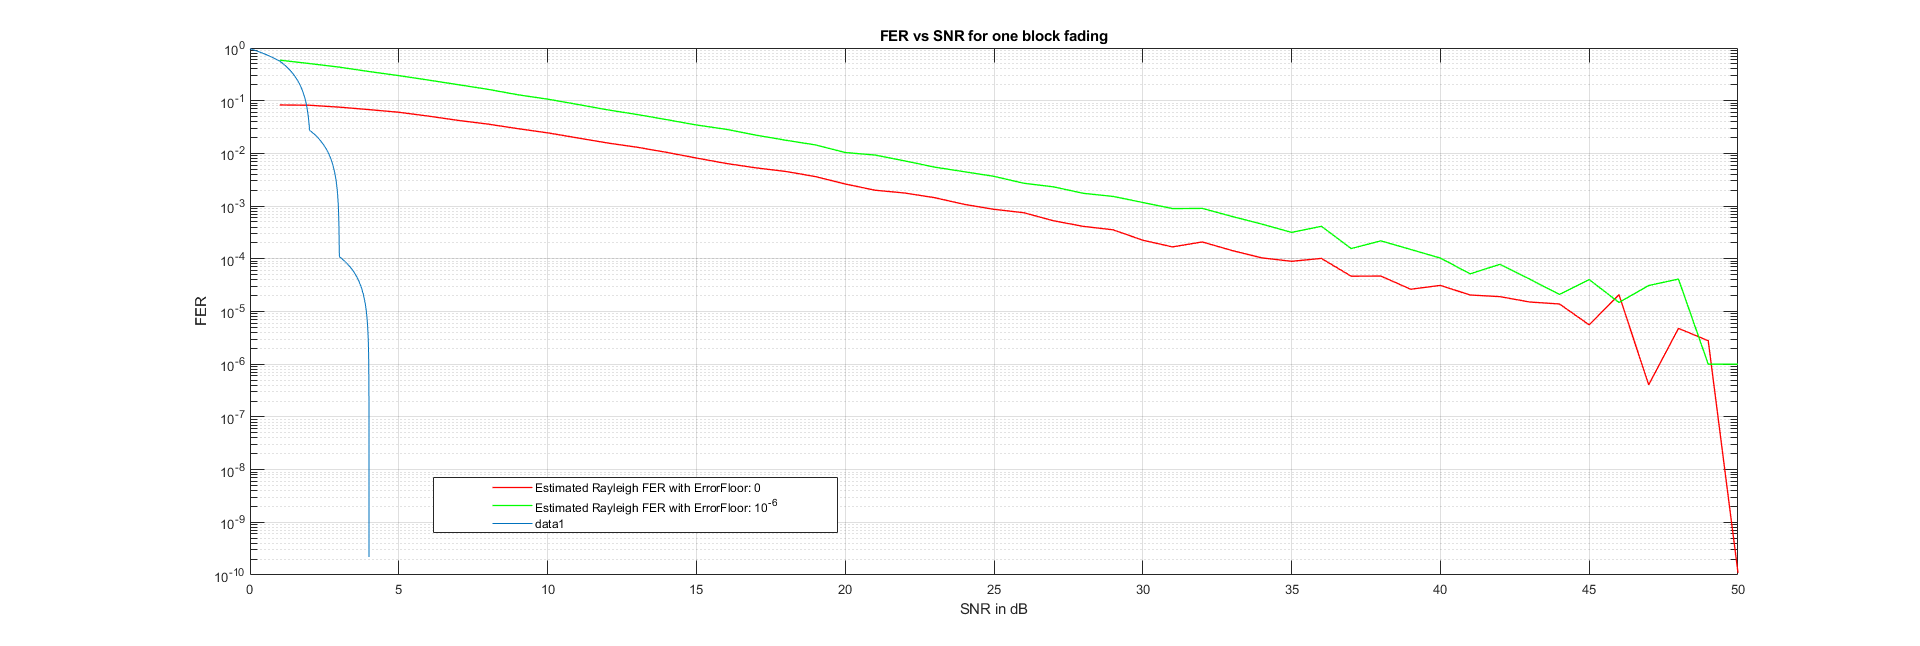 FER vs SNR for one block fading
FER
10^0
10^-1
10^-2
10^-3
10^-4
10^-5
10^-6
10^-7
10^-8
10^-9
10^-10
Estimated Rayleigh FER with ErrorFloor: 0
Estimated Rayleigh FER with ErrorFloor: 10^-6
data1
0 5 10 15 20 25 30 35 40 45 50
SNR in dB